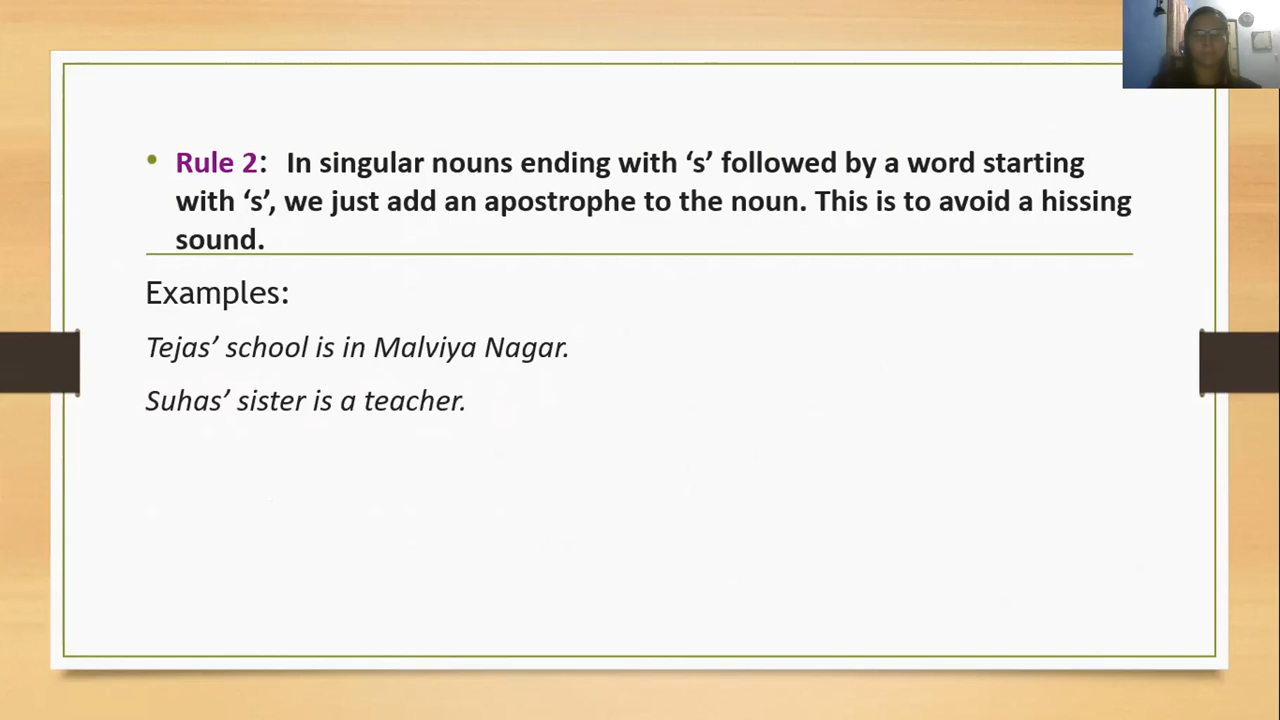 • Rule 2: In singular nouns ending with ‘s’ followed by a word starting
with ‘s’, we just add an apostrophe to the noun. This is to avoid a hissing
sound.
Examples:
Tejas’ school is in Malviya Nagar.
Suhas’ sister is a teacher.